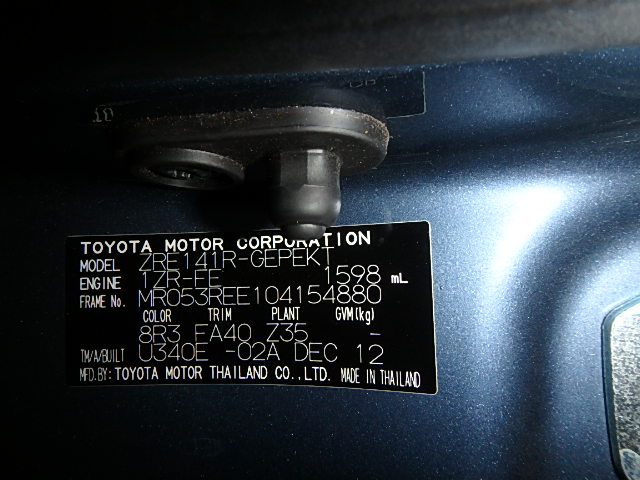 TOYOTA MOTOR CORPORATION
MODEL ZRE141R-GEPEKT
ENGINE 1ZR-FE 1598 mL
FRAME No. MR053REE104154880
COLOR TRIM PLANT GVM(kg)
8R3 FA40 Z35 -
TM/A/BUILT U340E -02A DEC 12
MFD.BY: TOYOTA MOTOR THAILAND CO.,LTD. MADE IN THAILAND